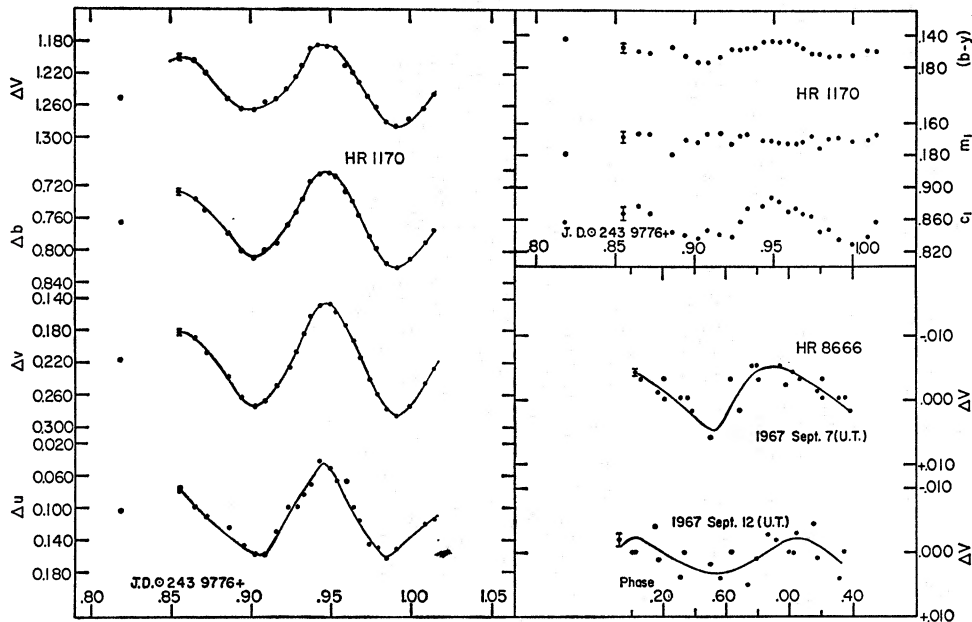 1.180
1.220
1.260
1.300
ΔV
HR 1170
0.720
0.760
0.800
0.840
Δb
0.140
0.180
0.220
0.260
0.300
Δv
0.020
0.060
0.100
0.140
0.180
Δu
J.D.⊙ 243 9776+
.80 .85 .90 .95 1.00 1.05
.140
.180
(b-y)
HR 1170
.160
.180
m₁
.900
.860
.820
c₁
J.D.⊙ 243 9776+
.80 .85 .90 .95 1.00
HR 8666
-.010
.000
+.010
ΔV
1967 Sept. 7 (U.T.)
-.010
.000
+.010
ΔV
1967 Sept. 12 (U.T.)
Phase
.20 .60 .00 .40